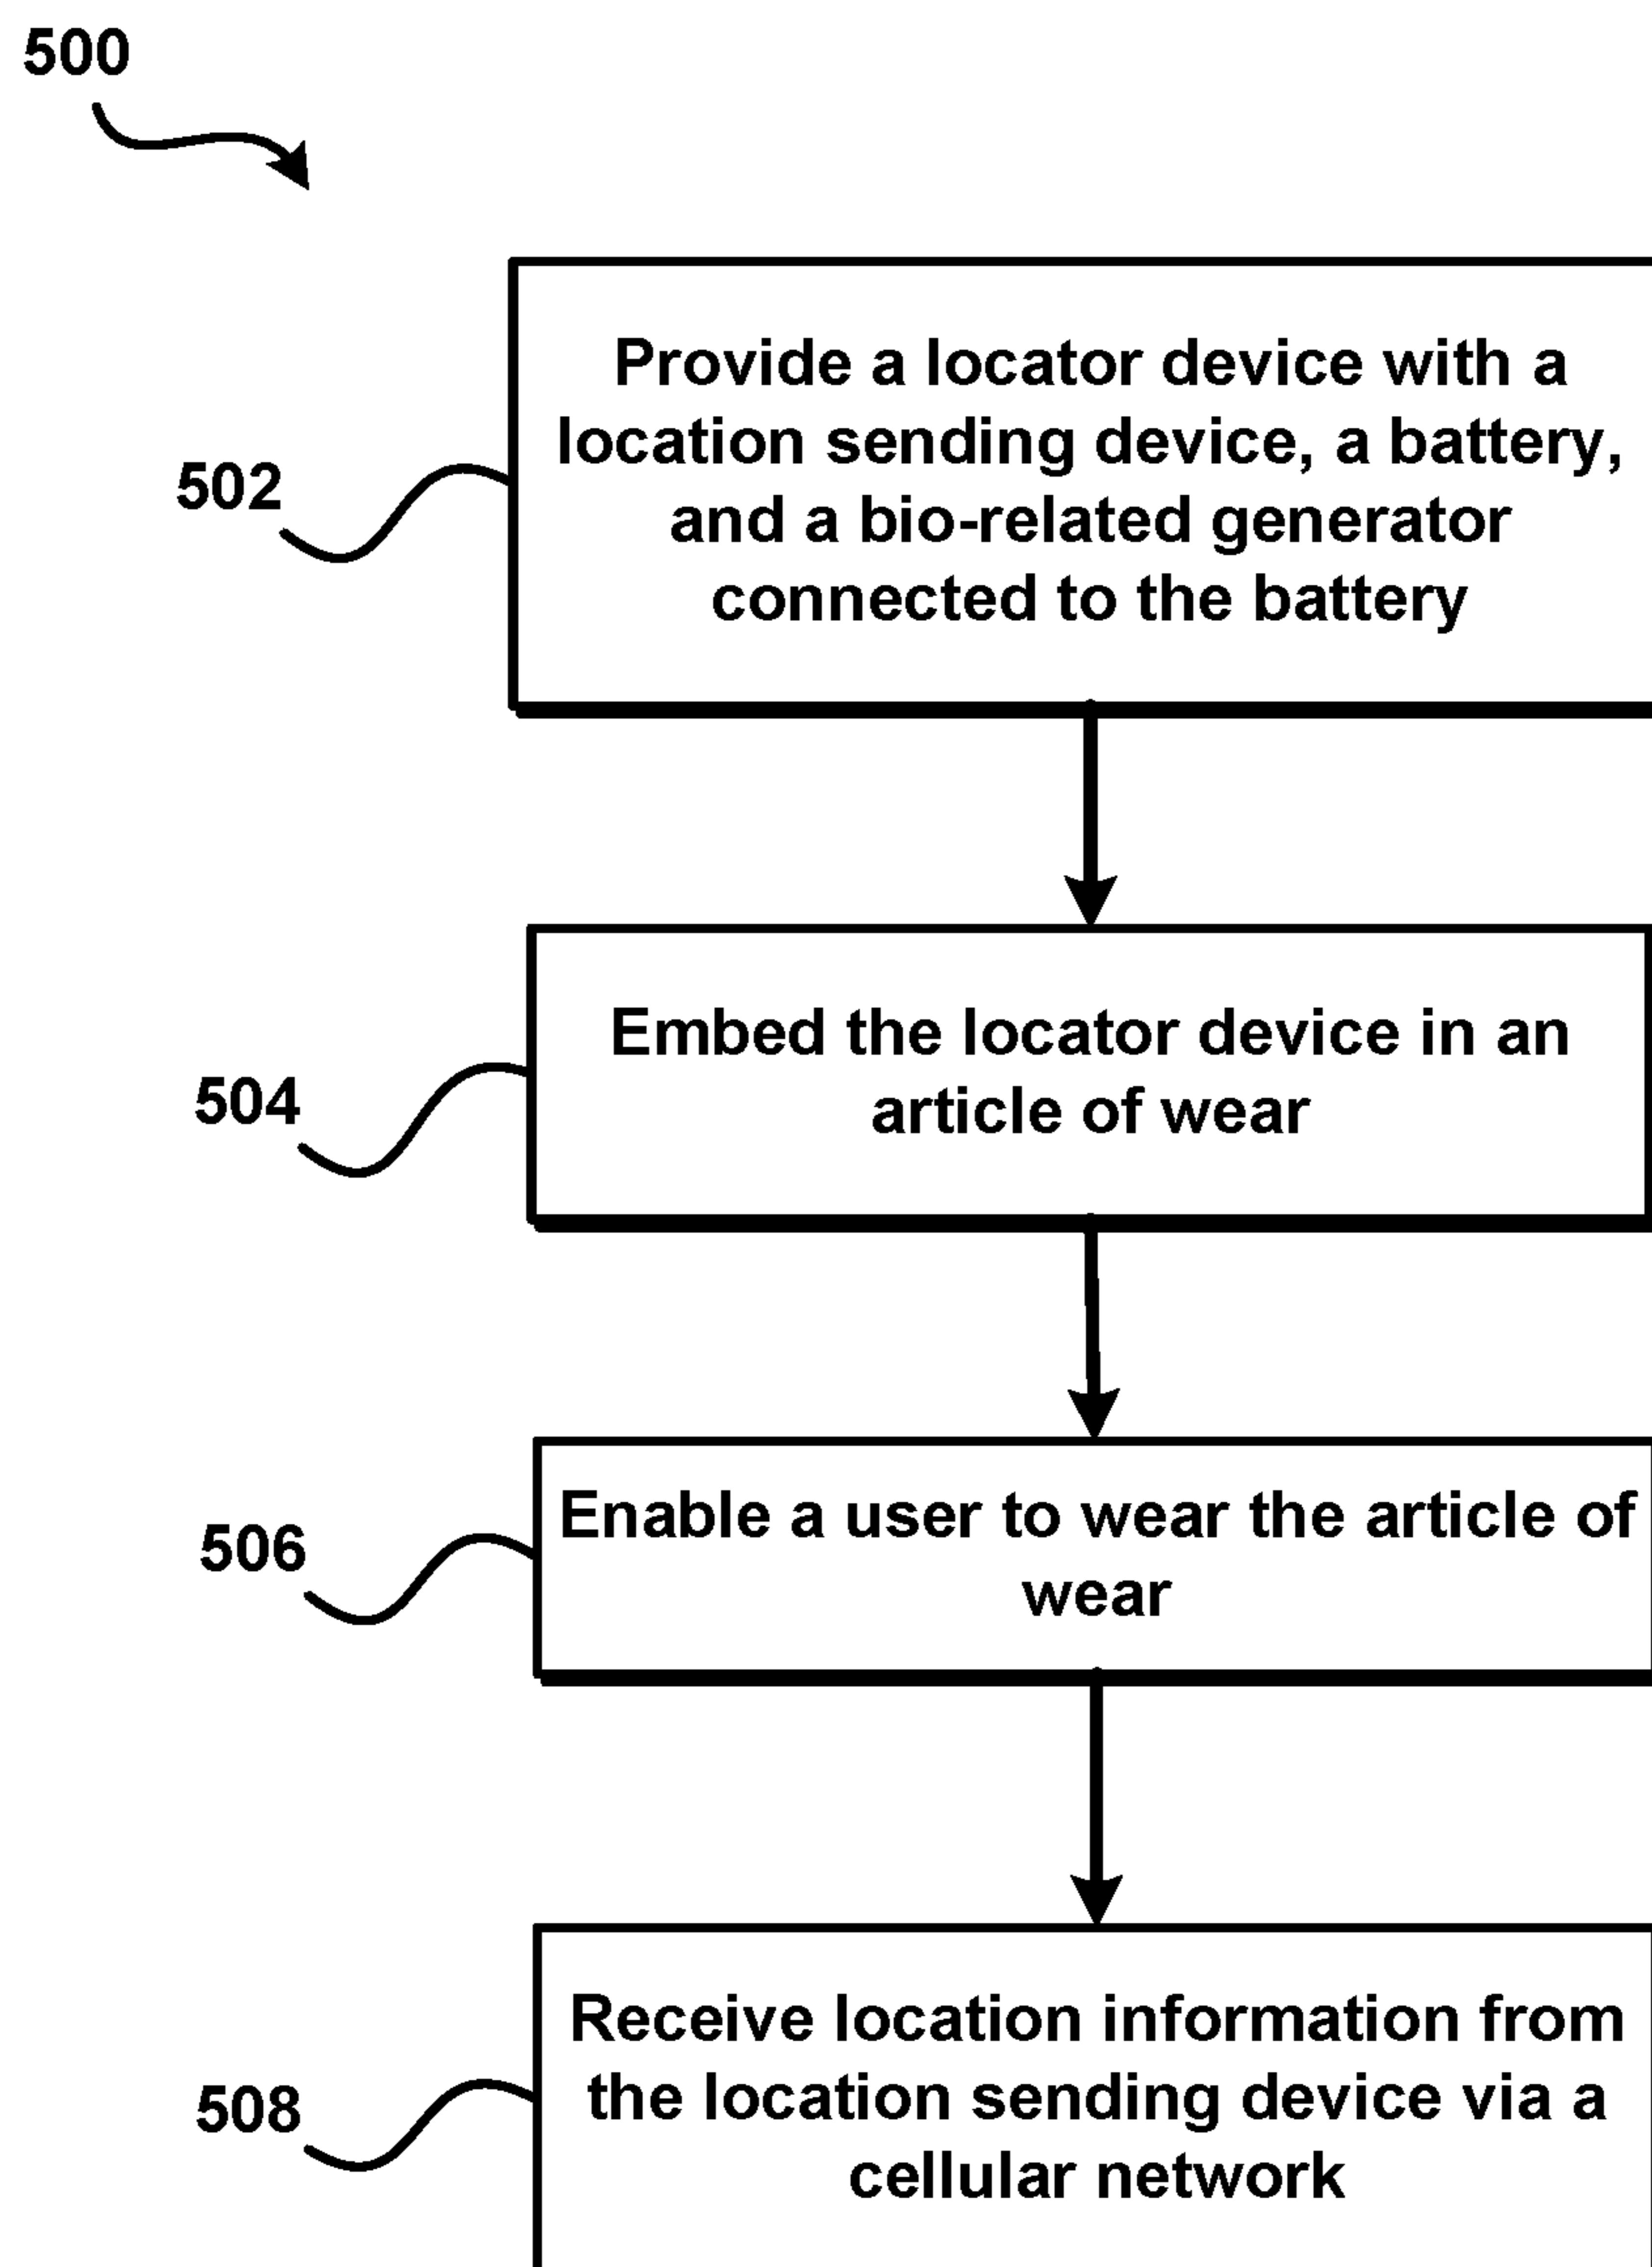 500
Provide a locator device with a
location sending device, a battery,
and a bio-related generator
connected to the battery
502
Embed the locator device in an
article of wear
504
Enable a user to wear the article of
wear
506
Receive location information from
the location sending device via a
cellular network
508